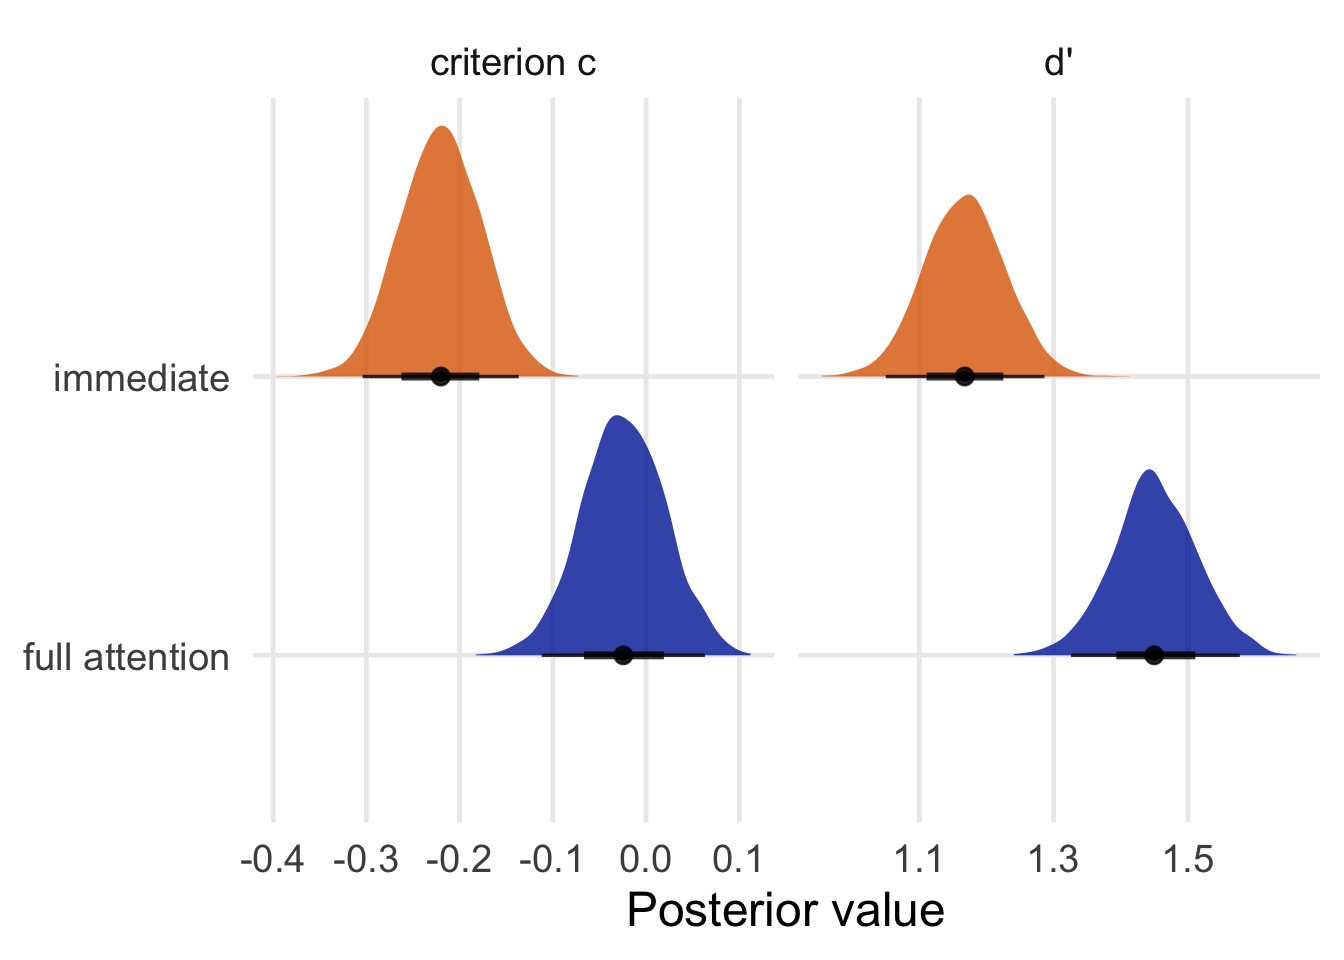 criterion c
d'
immediate
full attention
-0.4 -0.3 -0.2 -0.1 0.0 0.1
1.1 1.3 1.5
Posterior value